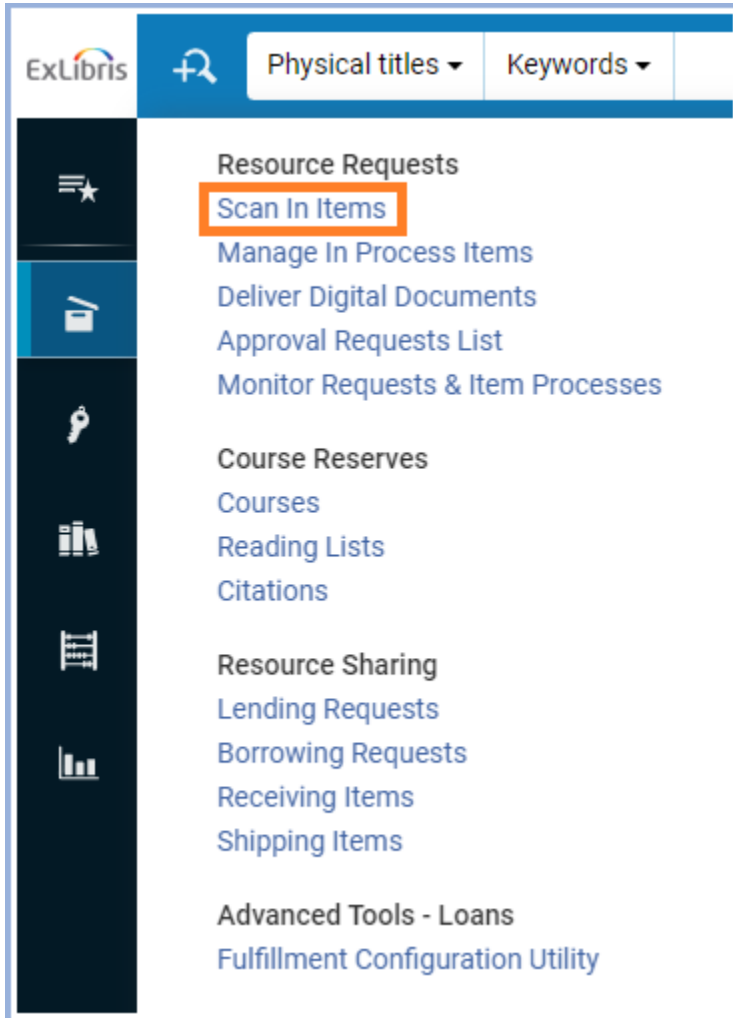 ExLibris Physical titles Keywords
Resource Requests
Scan In Items
Manage In Process Items
Deliver Digital Documents
Approval Requests List
Monitor Requests & Item Processes
Course Reserves
Courses
Reading Lists
Citations
Resource Sharing
Lending Requests
Borrowing Requests
Receiving Items
Shipping Items
Advanced Tools - Loans
Fulfillment Configuration Utility